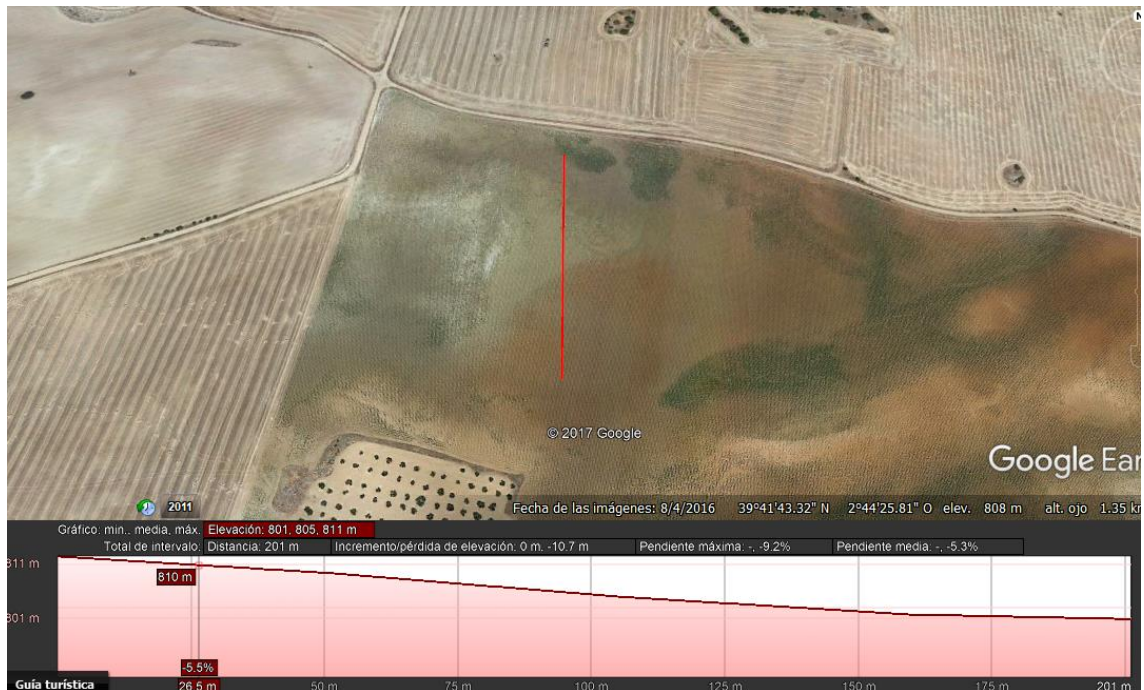 N
© 2017 Google
Google Ear
2011
Fecha de las imágenes: 8/4/2016 39°41'43.32" N 2°44'25.81" O elev. 808 m alt. ojo 1.35 km
Gráfico: min., media, máx. Elevación: 801, 805, 811 m
Total de intervalo: Distancia: 201 m Incremento/pérdida de elevación: 0 m. -10.7 m Pendiente máxima: -, -9.2% Pendiente media: -, -5.3%
811 m
810 m
801 m
-5.5%
Guía turística 26.5 m 50 m 75 m 100 m 125 m 150 m 175 m 201 m